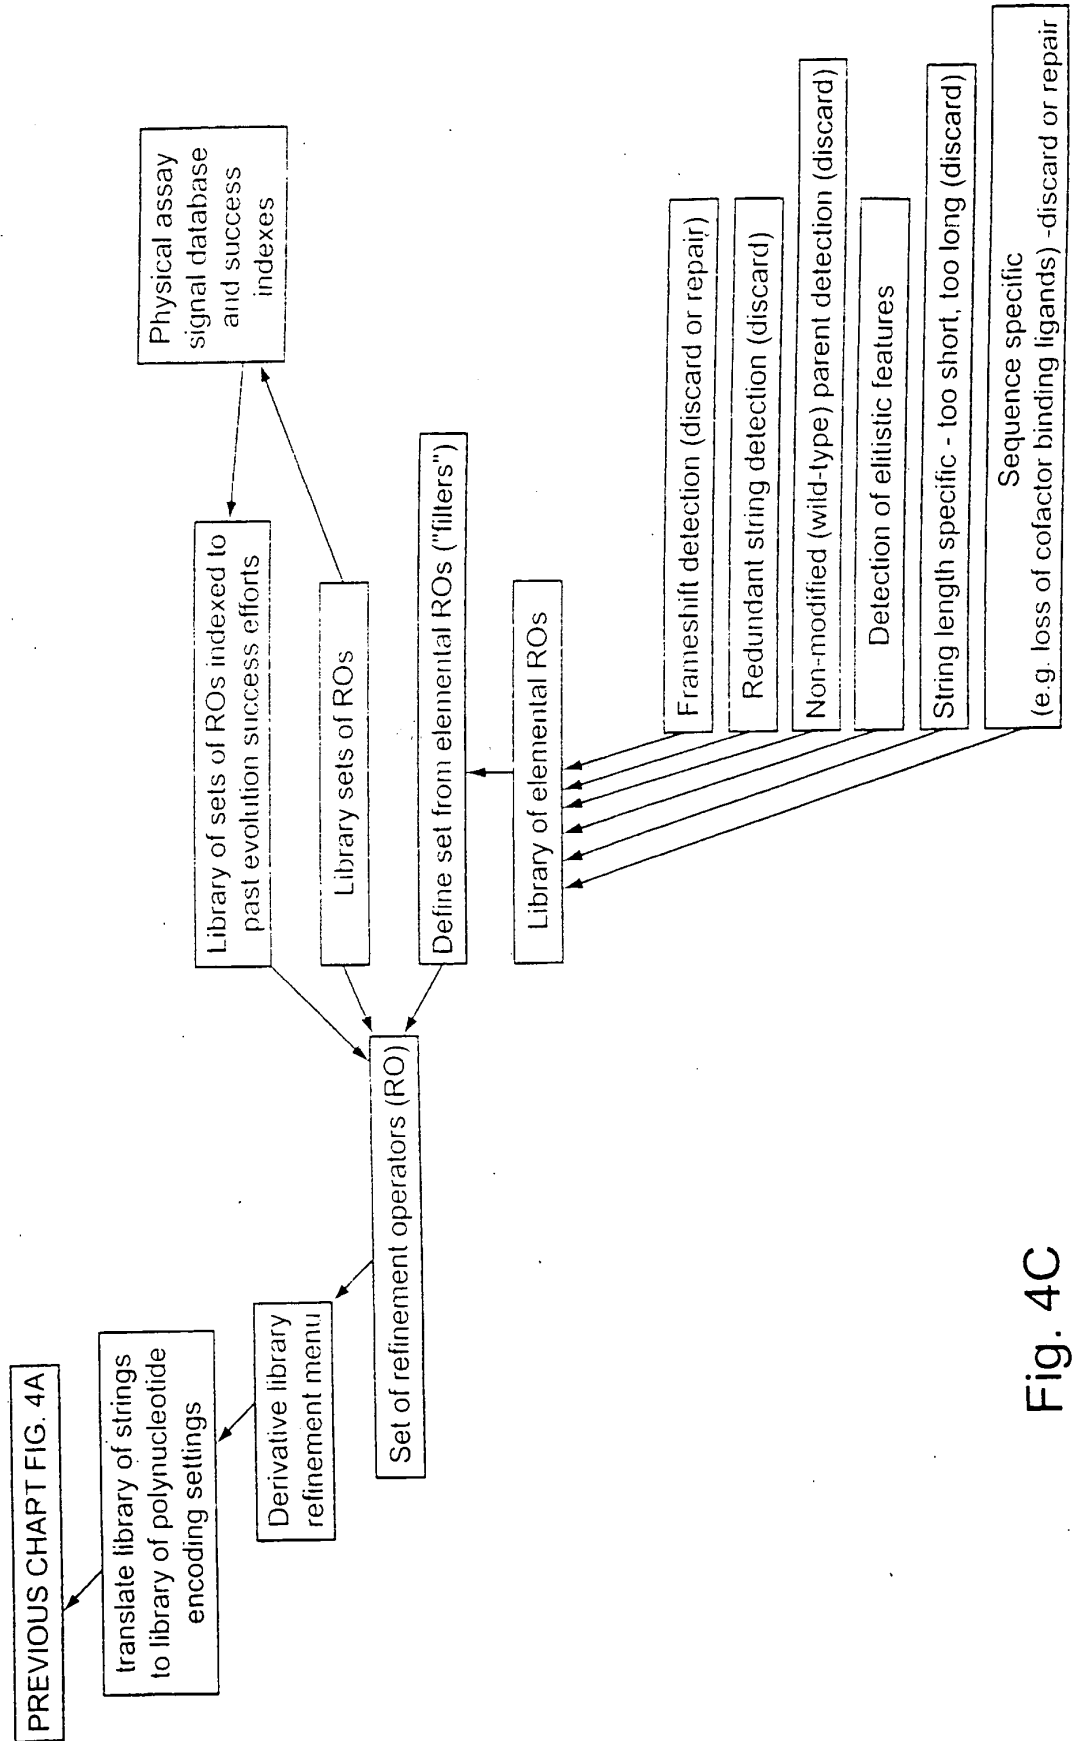 PREVIOUS CHART FIG. 4A
translate library of strings
to library of polynucleotide
encoding settings
Derivative library
refinement menu
Set of refinement operators (RO)
Library of sets of ROs indexed to
past evolution success efforts
Physical assay
signal database
and success
indexes
Library sets of ROs
Define set from elemental ROs ("filters")
Library of elemental ROs
Frameshift detection (discard or repair)
Redundant string detection (discard)
Non-modified (wild-type) parent detection (discard)
Detection of elitistic features
String length specific - too short, too long (discard)
Sequence specific
(e.g. loss of cofactor binding ligands) -discard or repair
Fig. 4C